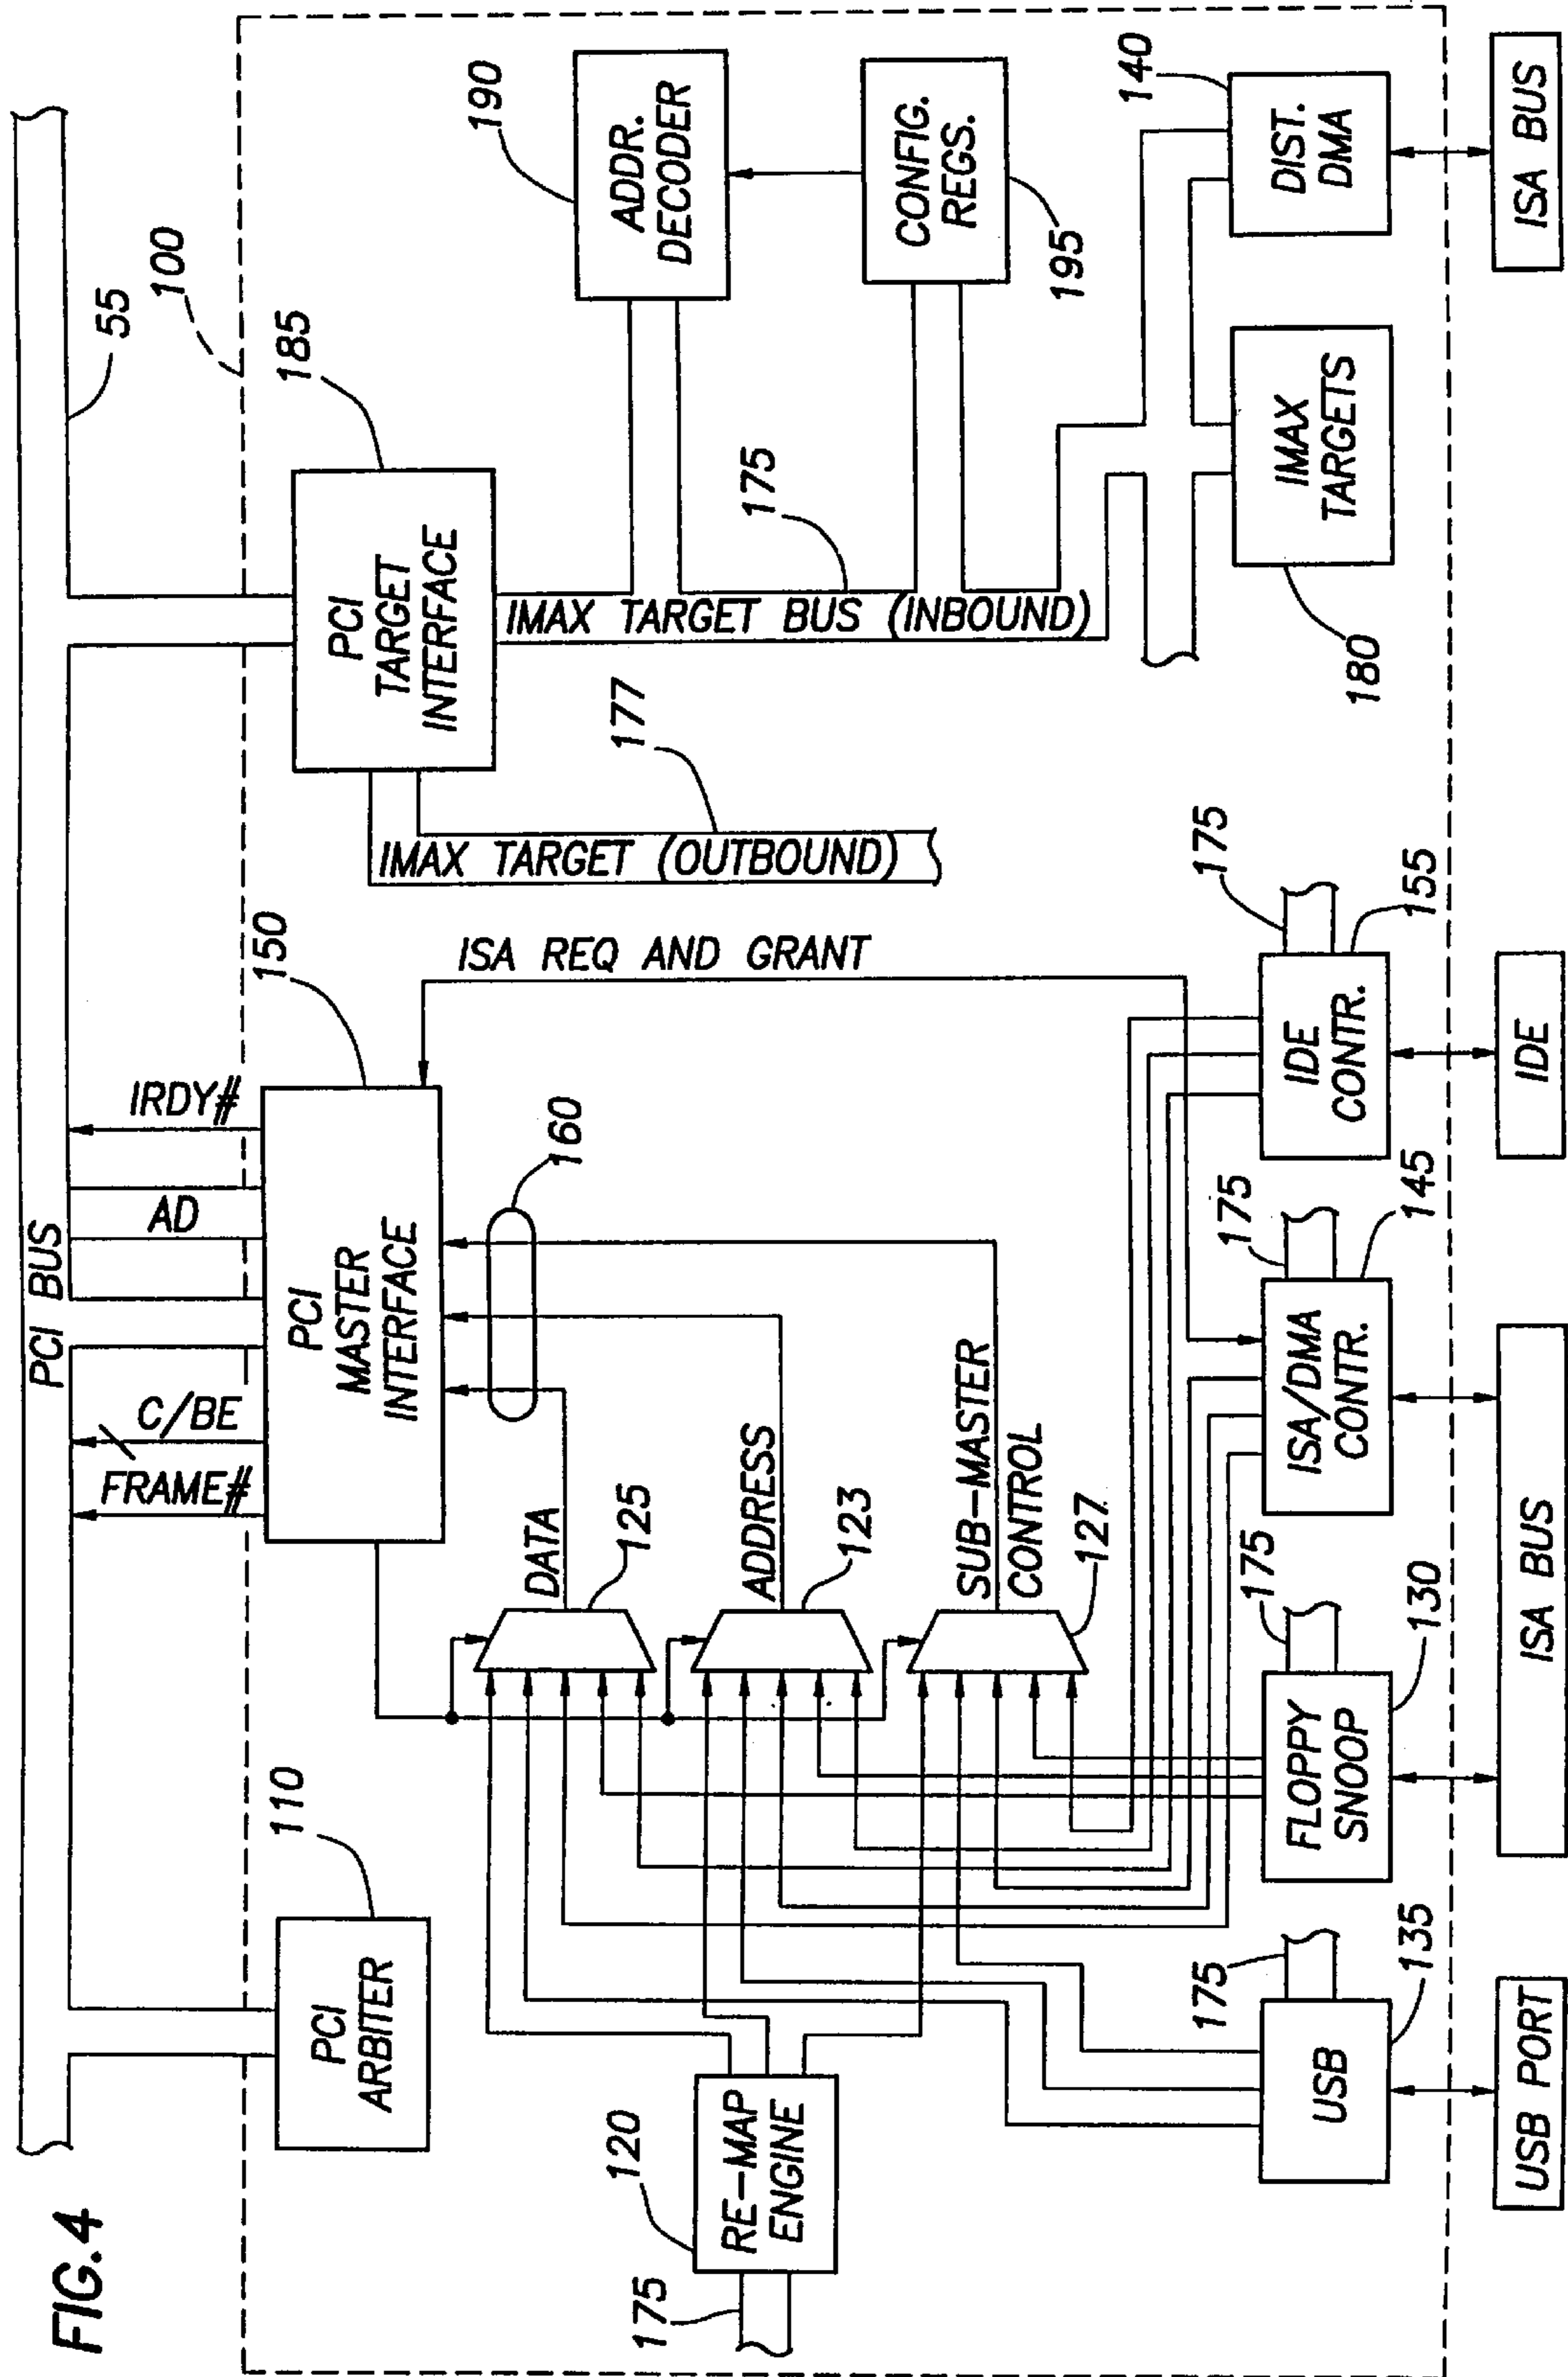 FIG.4
PCI BUS
55
100
110
PCI
ARBITER
FRAME#
C/BE
AD
IRDY#
150
PCI
MASTER
INTERFACE
185
PCI
TARGET
INTERFACE
190
ADDR.
DECODER
CONFIG.
REGS.
195
160
ISA REQ AND GRANT
IMAX TARGET (OUTBOUND)
177
IMAX TARGET BUS (INBOUND)
175
DATA
125
ADDRESS
123
SUB-MASTER
CONTROL
127
120
RE-MAP
ENGINE
175
175
USB
135
175
FLOPPY
SNOOP
130
175
ISA/DMA
CONTR.
145
175
IDE
CONTR.
155
180
IMAX
TARGETS
140
DIST.
DMA
USB PORT
ISA BUS
IDE
ISA BUS